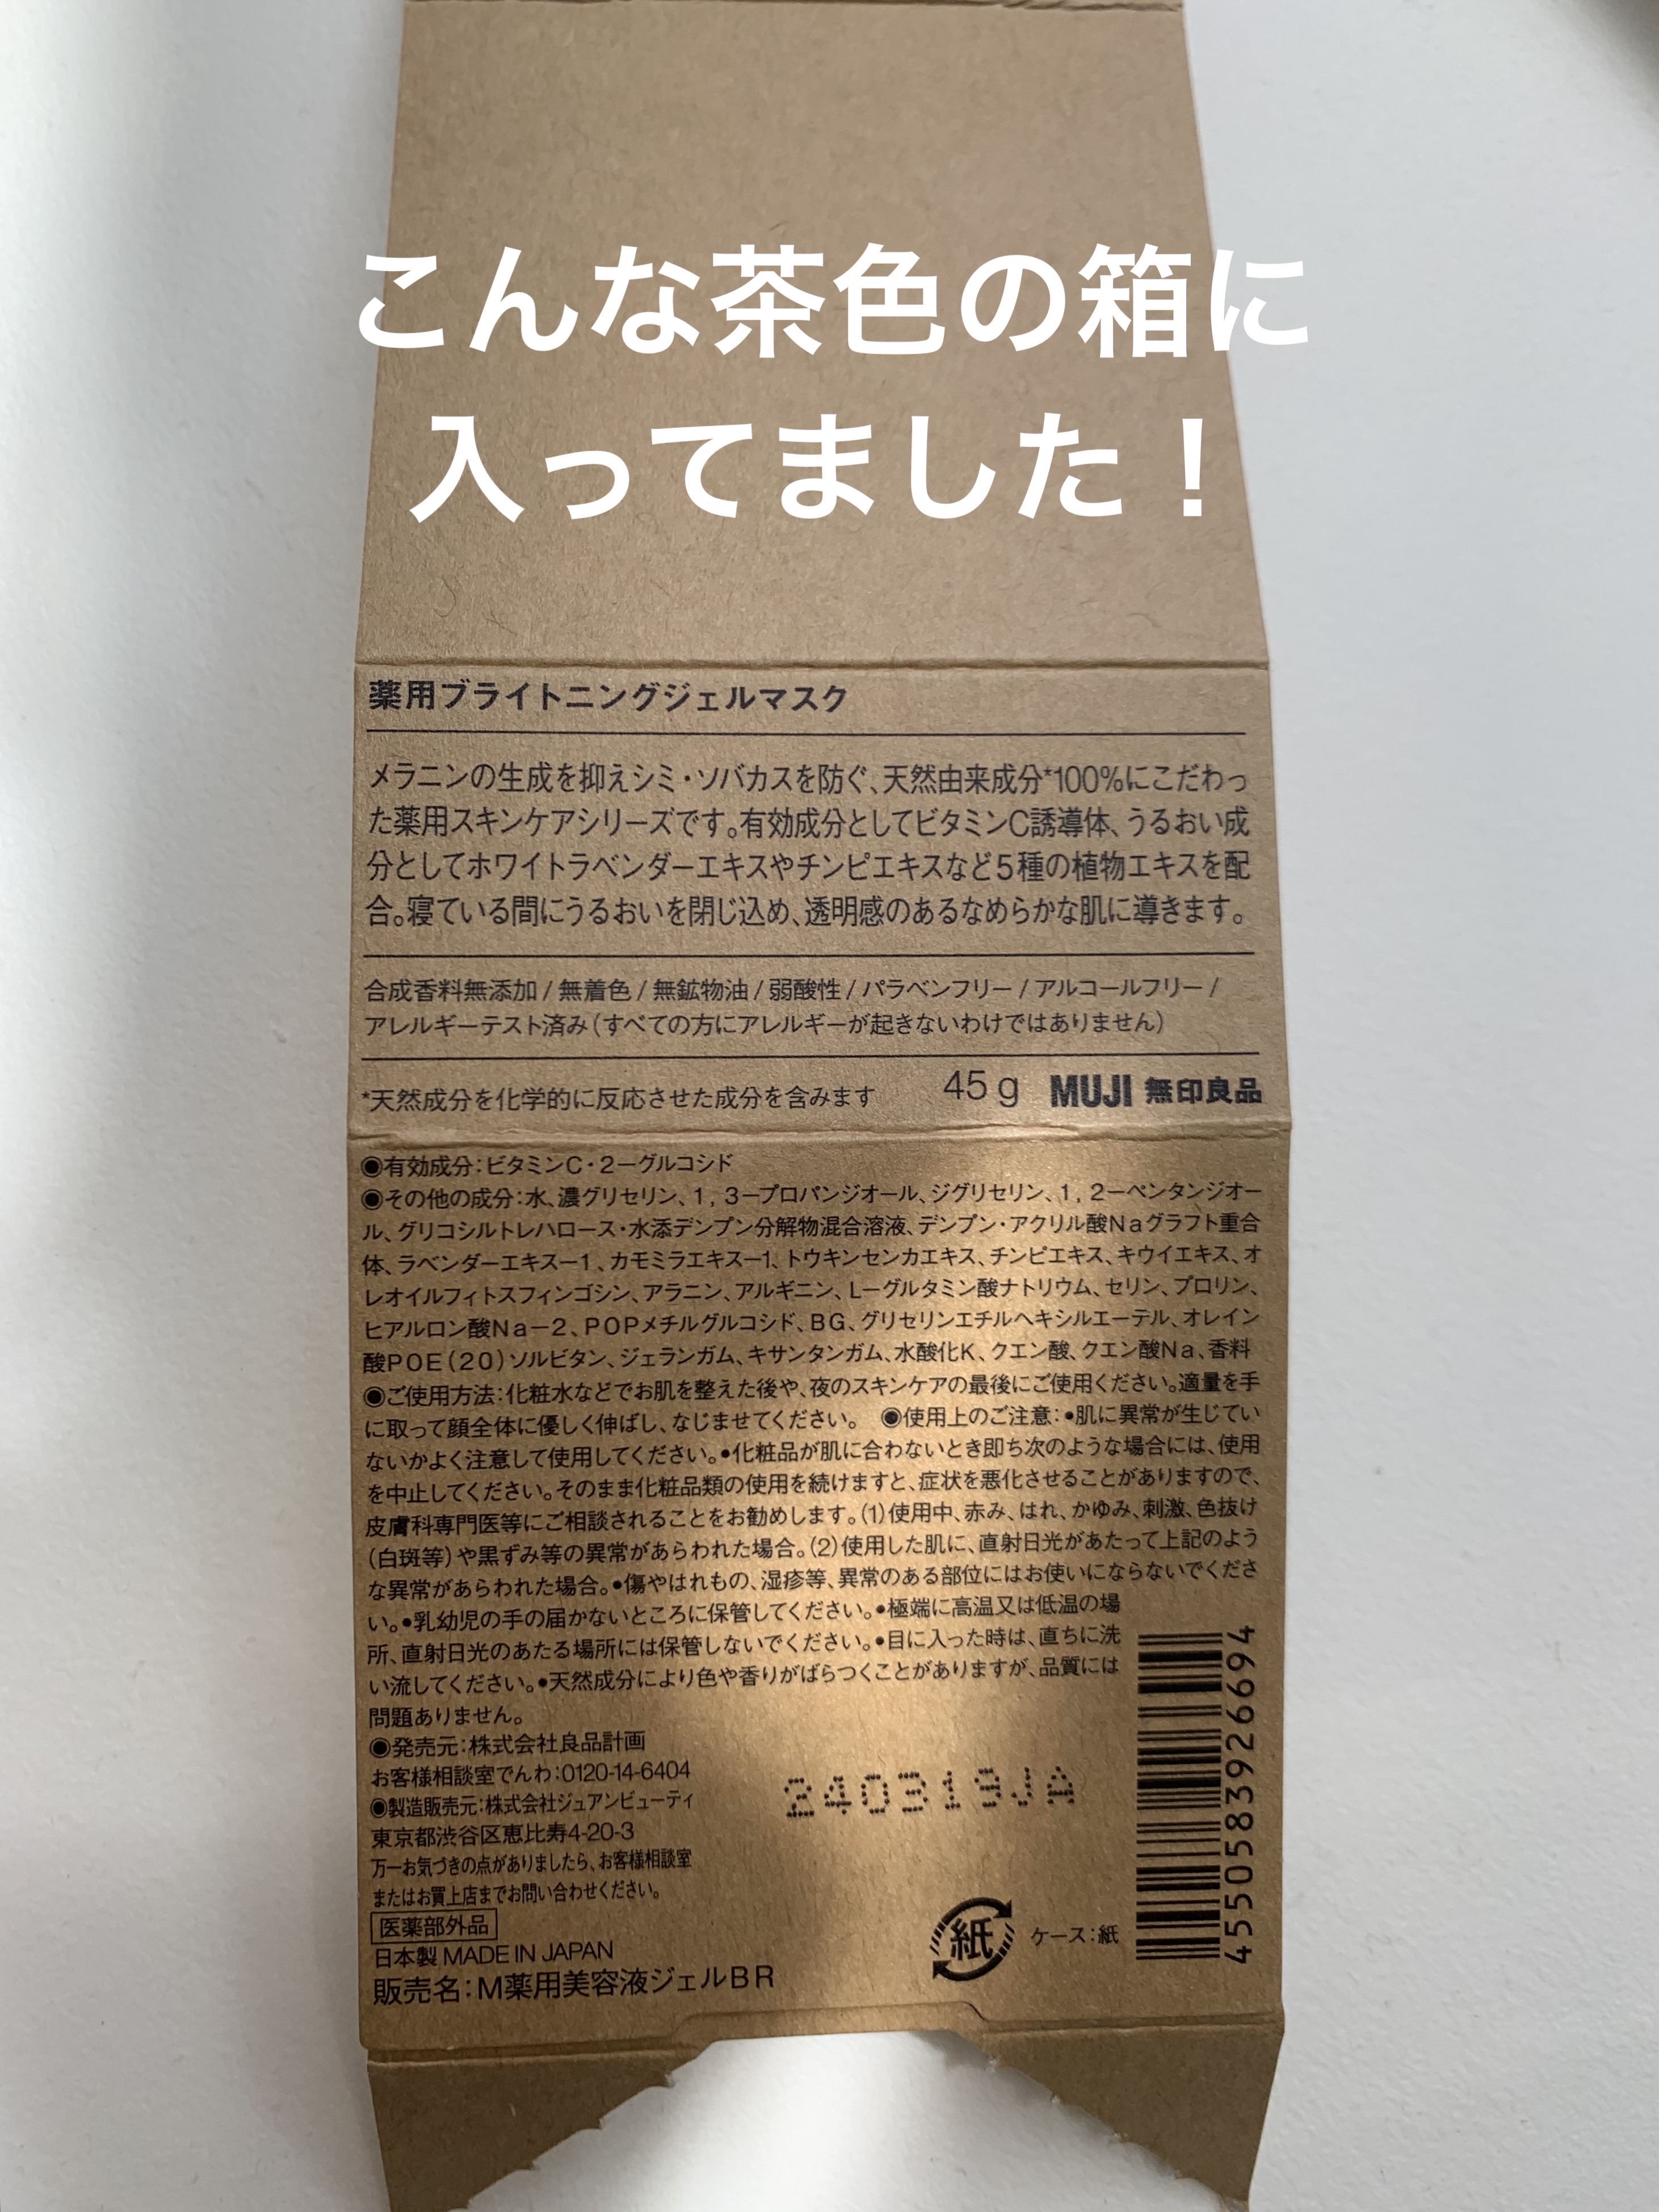 こんな茶色の箱に
入ってました！
薬用ブライトニングジェルマスク
メラニンの生成を抑えシミ・ソバカスを防ぐ、天然由来成分*100%にこだわっ
た薬用スキンケアシリーズです。有効成分としてビタミンC誘導体、うるおい成
分としてホワイトラベンダーエキスやチンピエキスなど5種の植物エキスを配
合。寝ている間にうるおいを閉じ込め、透明感のあるなめらかな肌に導きます。
合成香料無添加 / 無着色 / 無鉱物油 / 弱酸性 / パラベンフリー / アルコールフリー /
アレルギーテスト済み（すべての方にアレルギーが起きないわけではありません）
*天然成分を化学的に反応させた成分を含みます 45g MUJI 無印良品
◉有効成分：ビタミンC・2－グルコシド
◉その他の成分：水、濃グリセリン、1，3－プロパンジオール、ジグリセリン、1，2－ペンタンジオー
ル、グリコシルトレハロース・水添デンプン分解物混合溶液、デンプン・アクリル酸Naグラフト重合
体、ラベンダーエキス－1、カモミラエキス－1、トウキンセンカエキス、チンピエキス、キウイエキス、オ
レオイルフィトスフィンゴシン、アラニン、アルギニン、L－グルタミン酸ナトリウム、セリン、プロリン、
ヒアルロン酸Na－2、POPメチルグルコシド、BG、グリセリンエチルヘキシルエーテル、オレイン
酸POE（20）ソルビタン、ジェランガム、キサンタンガム、水酸化K、クエン酸、クエン酸Na、香料
◉ご使用方法：化粧水などでお肌を整えた後や、夜のスキンケアの最後にご使用ください。適量を手
に取って顔全体に優しく伸ばし、なじませてください。 ◉使用上のご注意：●肌に異常が生じてい
ないかよく注意して使用してください。●化粧品が肌に合わないとき即ち次のような場合には、使用
を中止してください。そのまま化粧品類の使用を続けますと、症状を悪化させることがありますので、
皮膚科専門医等にご相談されることをお勧めします。（1）使用中、赤み、はれ、かゆみ、刺激、色抜け
（白斑等）や黒ずみ等の異常があらわれた場合。（2）使用した肌に、直射日光があたって上記のよう
な異常があらわれた場合。●傷やはれもの、湿疹等、異常のある部位にはお使いにならないでくださ
い。●乳幼児の手の届かないところに保管してください。●極端に高温又は低温の場
所、直射日光のあたる場所には保管しないでください。●目に入った時は、直ちに洗
い流してください。●天然成分により色や香りがばらつくことがありますが、品質には
問題ありません。
◉発売元：株式会社良品計画
お客様相談室でんわ：0120-14-6404
◉製造販売元：株式会社ジュアンビューティ
東京都渋谷区恵比寿4-20-3
万一お気づきの点がありましたら、お客様相談室
またはお買上店までお問い合わせください。
医薬部外品
日本製 MADE IN JAPAN
販売名：M薬用美容液ジェルBR
240319JA
紙 ケース：紙
4550583926694